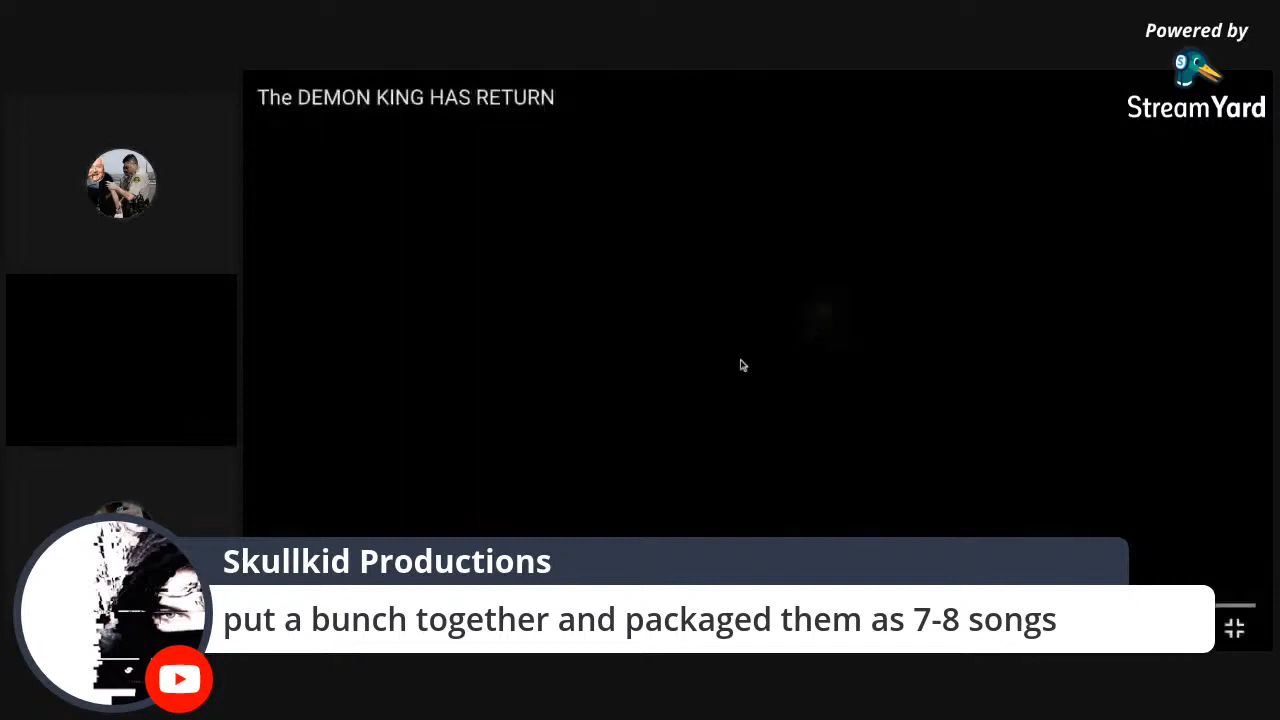 Powered by
StreamYard
The DEMON KING HAS RETURN
Skullkid Productions
put a bunch together and packaged them as 7-8 songs